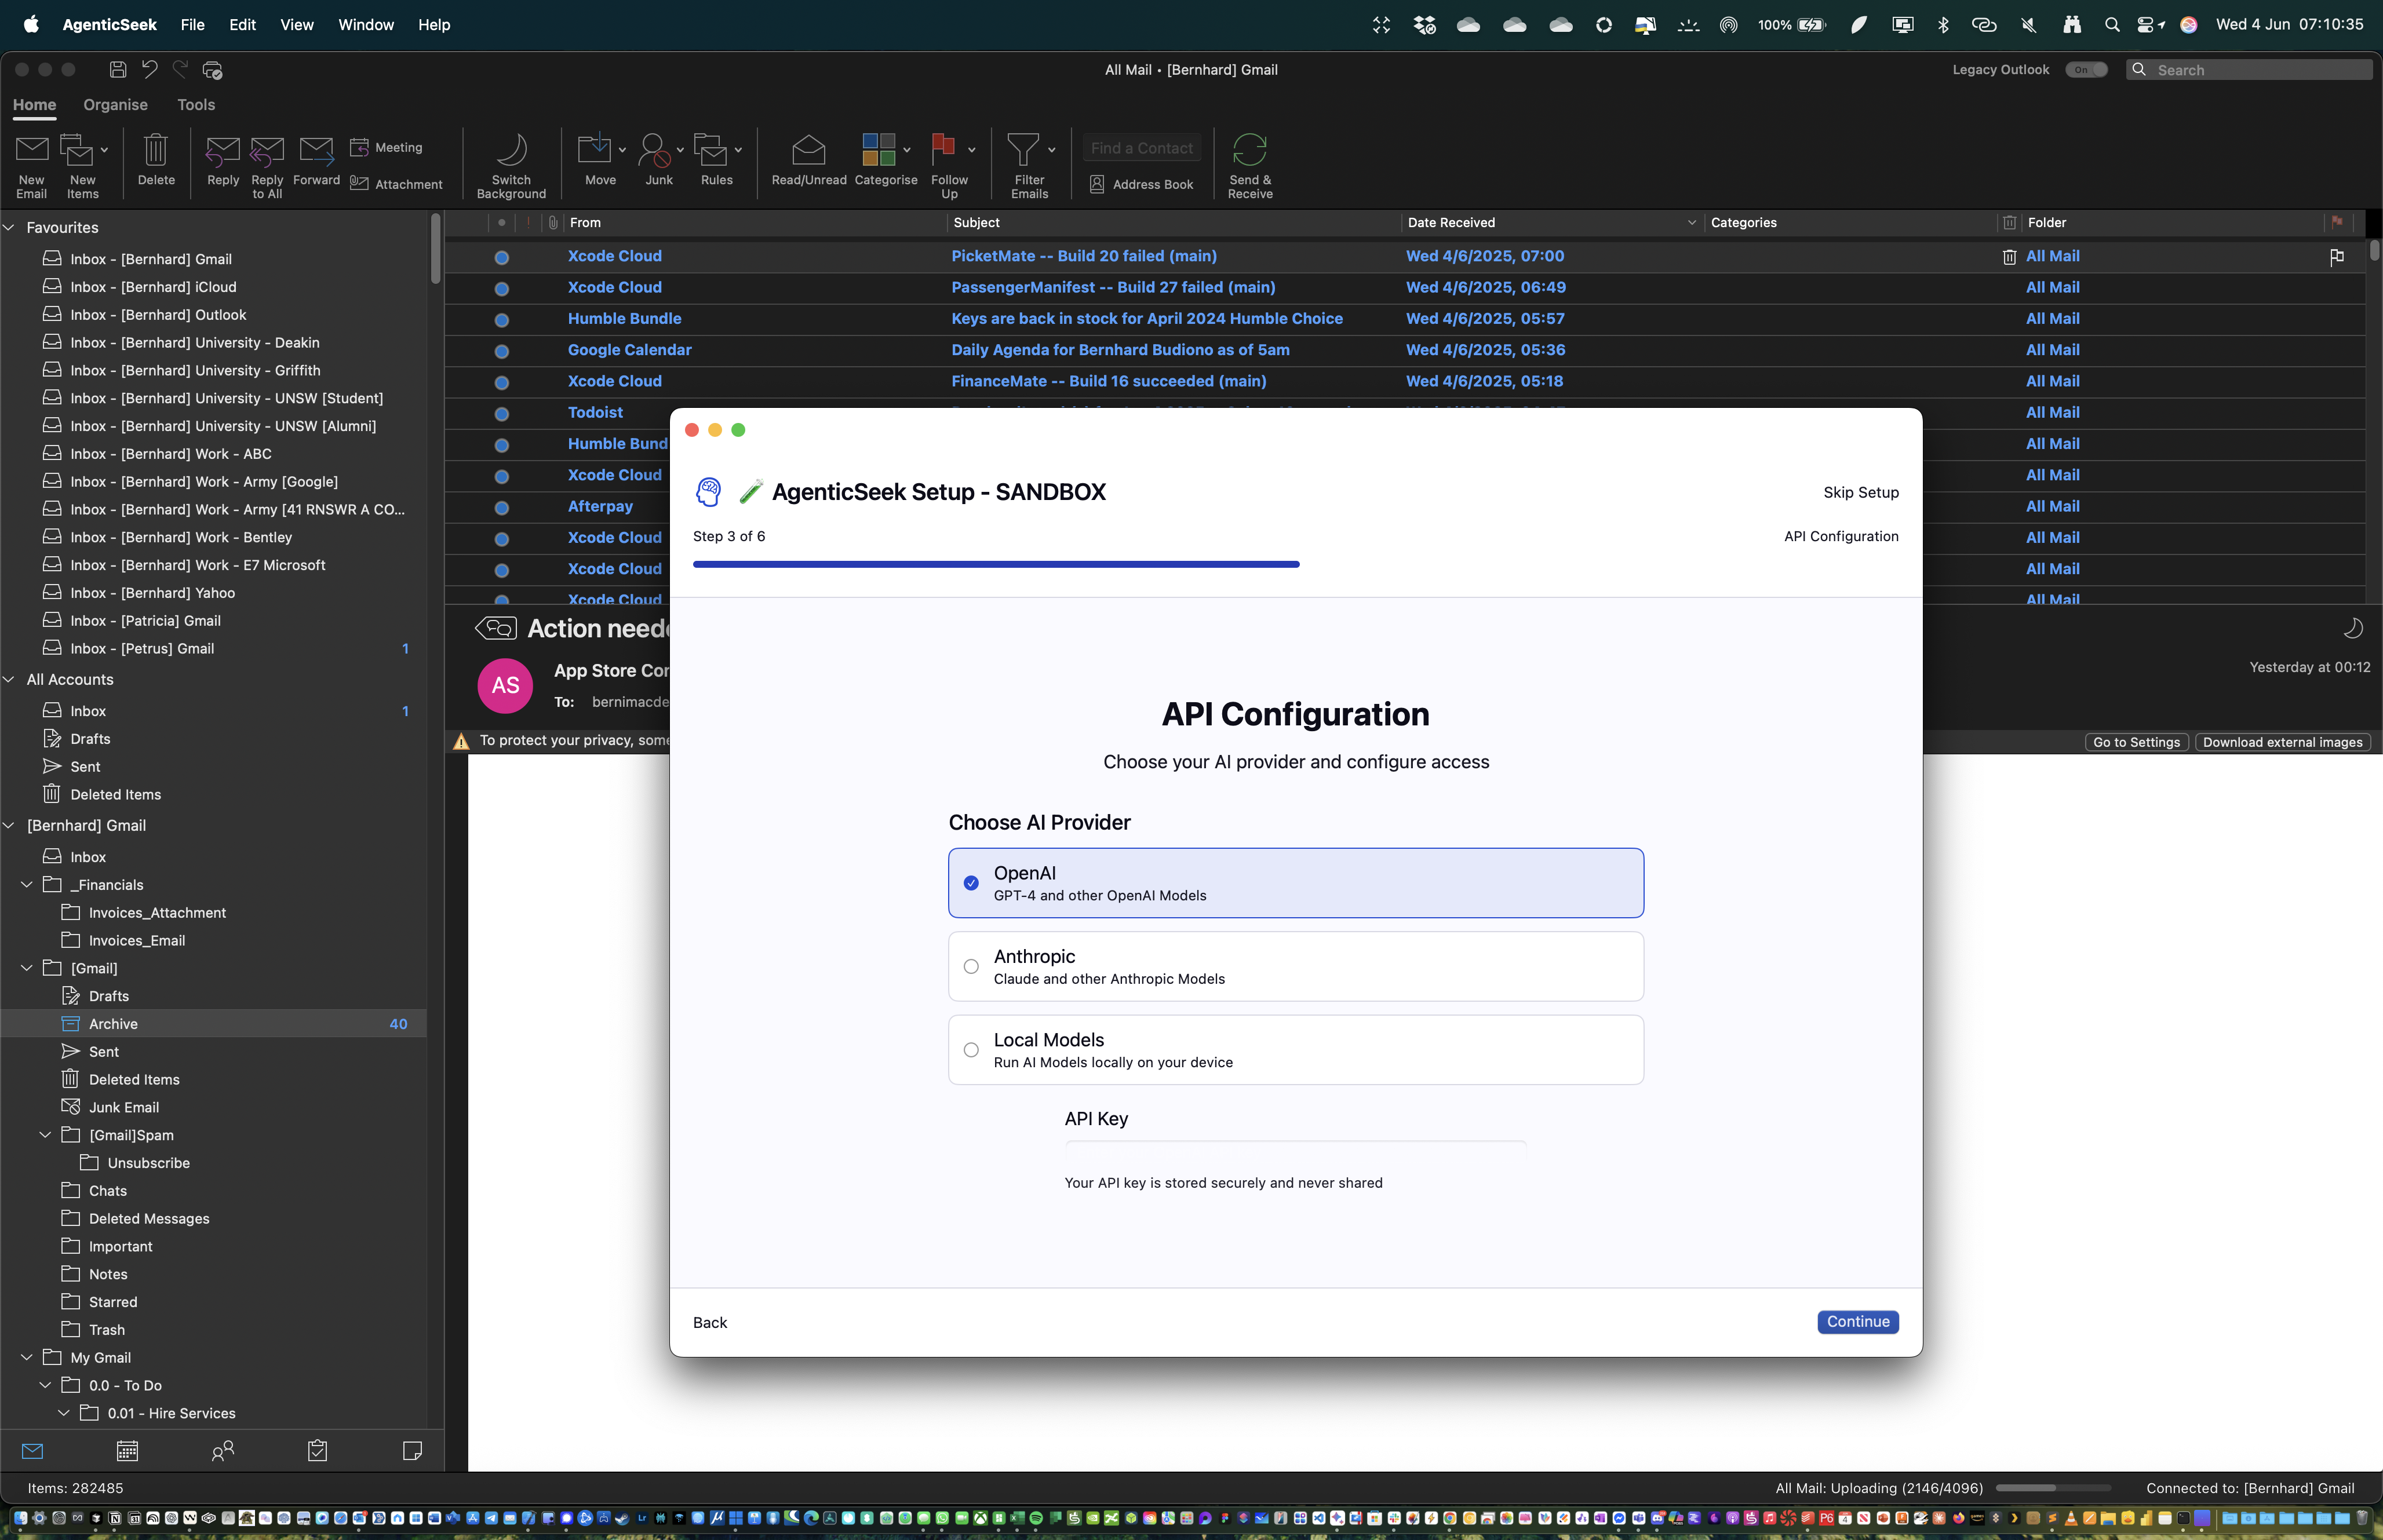 AgenticSeek File Edit View Window Help
100%
Wed 4 Jun 07:10:35
All Mail • [Bernhard] Gmail
Legacy Outlook
On
Search
Home Organise Tools
New Email
New Items
Delete
Reply
Reply to All
Forward
Meeting
Attachment
Switch Background
Move
Junk
Rules
Read/Unread
Categorise
Follow Up
Filter Emails
Find a Contact
Address Book
Send & Receive
Favourites
Inbox - [Bernhard] Gmail
Inbox - [Bernhard] iCloud
Inbox - [Bernhard] Outlook
Inbox - [Bernhard] University - Deakin
Inbox - [Bernhard] University - Griffith
Inbox - [Bernhard] University - UNSW [Student]
Inbox - [Bernhard] University - UNSW [Alumni]
Inbox - [Bernhard] Work - ABC
Inbox - [Bernhard] Work - Army [Google]
Inbox - [Bernhard] Work - Army [41 RNSWR A CO...
Inbox - [Bernhard] Work - Bentley
Inbox - [Bernhard] Work - E7 Microsoft
Inbox - [Bernhard] Yahoo
Inbox - [Patricia] Gmail
Inbox - [Petrus] Gmail 1
All Accounts
Inbox 1
Drafts
Sent
Deleted Items
[Bernhard] Gmail
Inbox
_Financials
Invoices_Attachment
Invoices_Email
[Gmail]
Drafts
Archive 40
Sent
Deleted Items
Junk Email
[Gmail]Spam
Unsubscribe
Chats
Deleted Messages
Important
Notes
Starred
Trash
My Gmail
0.0 - To Do
0.01 - Hire Services
Items: 282485
From Subject Date Received Categories Folder
Xcode Cloud PicketMate -- Build 20 failed (main) Wed 4/6/2025, 07:00 All Mail
Xcode Cloud PassengerManifest -- Build 27 failed (main) Wed 4/6/2025, 06:49 All Mail
Humble Bundle Keys are back in stock for April 2024 Humble Choice Wed 4/6/2025, 05:57 All Mail
Google Calendar Daily Agenda for Bernhard Budiono as of 5am Wed 4/6/2025, 05:36 All Mail
Xcode Cloud FinanceMate -- Build 16 succeeded (main) Wed 4/6/2025, 05:18 All Mail
Todoist All Mail
Humble Bund All Mail
Xcode Cloud All Mail
Afterpay All Mail
Xcode Cloud All Mail
Xcode Cloud All Mail
Xcode Cloud All Mail
Action neede
AS
App Store Cor
To: bernimacde
Yesterday at 00:12
To protect your privacy, some
Go to Settings
Download external images
AgenticSeek Setup - SANDBOX
Skip Setup
Step 3 of 6
API Configuration
API Configuration
Choose your AI provider and configure access
Choose AI Provider
OpenAI
GPT-4 and other OpenAI Models
Anthropic
Claude and other Anthropic Models
Local Models
Run AI Models locally on your device
API Key
Your API key is stored securely and never shared
Back
Continue
All Mail: Uploading (2146/4096)
Connected to: [Bernhard] Gmail